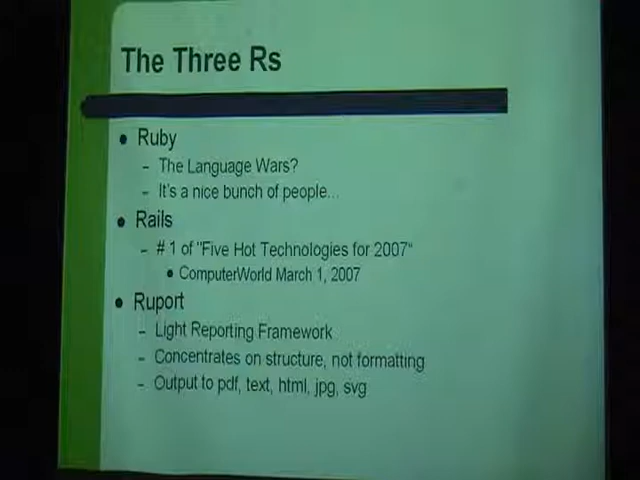 The Three Rs
• Ruby
– The Language Wars?
– It's a nice bunch of people...
• Rails
– # 1 of "Five Hot Technologies for 2007"
• ComputerWorld March 1, 2007
• Ruport
– Light Reporting Framework
– Concentrates on structure, not formatting
– Output to pdf, text, html, jpg, svg